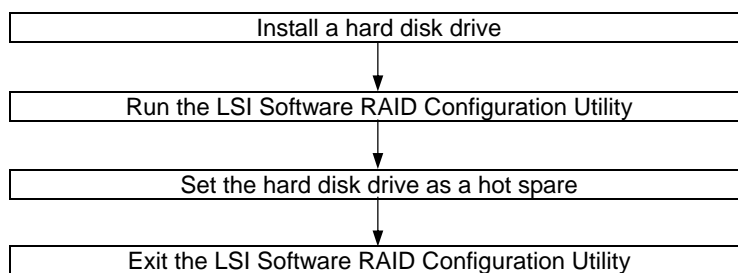 Install a hard disk drive
Run the LSI Software RAID Configuration Utility
Set the hard disk drive as a hot spare
Exit the LSI Software RAID Configuration Utility